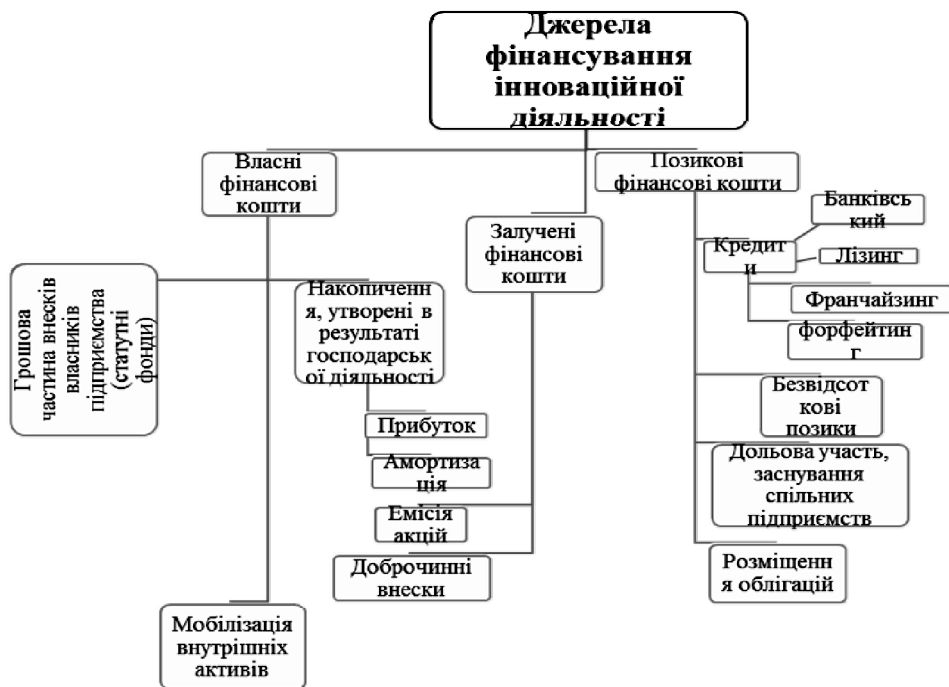 Джерела
фінансування
інноваційної
діяльності
Власні
фінансові
кошти
Позикові
фінансові кошти
Залучені
фінансові
кошти
Банківсь
кий
Кредит
и
Лізинг
Франчайзинг
форфейтин
г
Безвідсот
кові
позики
Дольова участь,
заснування
спільних
підприємств
Розміщенн
я облігацій
Грошова
частина внесків
власників
підприємства
(статутні
фонди)
Накопиченн
я, утворені в
результаті
господарськ
ої діяльності
Прибуток
Амортиза
ція
Емісія
акцій
Доброчинні
внески
Мобілізація
внутрішніх
активів